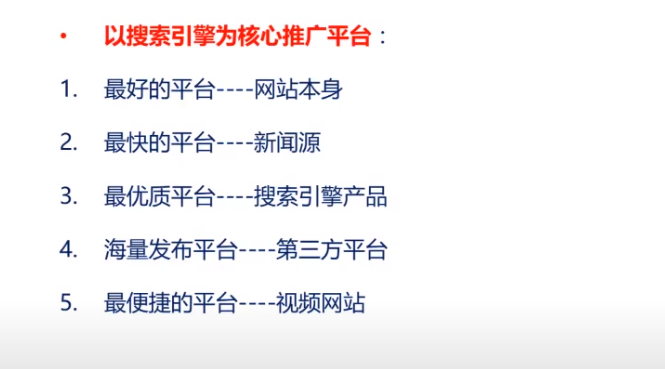 • 以搜索引擎为核心推广平台：
1. 最好的平台----网站本身
2. 最快的平台----新闻源
3. 最优质平台----搜索引擎产品
4. 海量发布平台----第三方平台
5. 最便捷的平台----视频网站